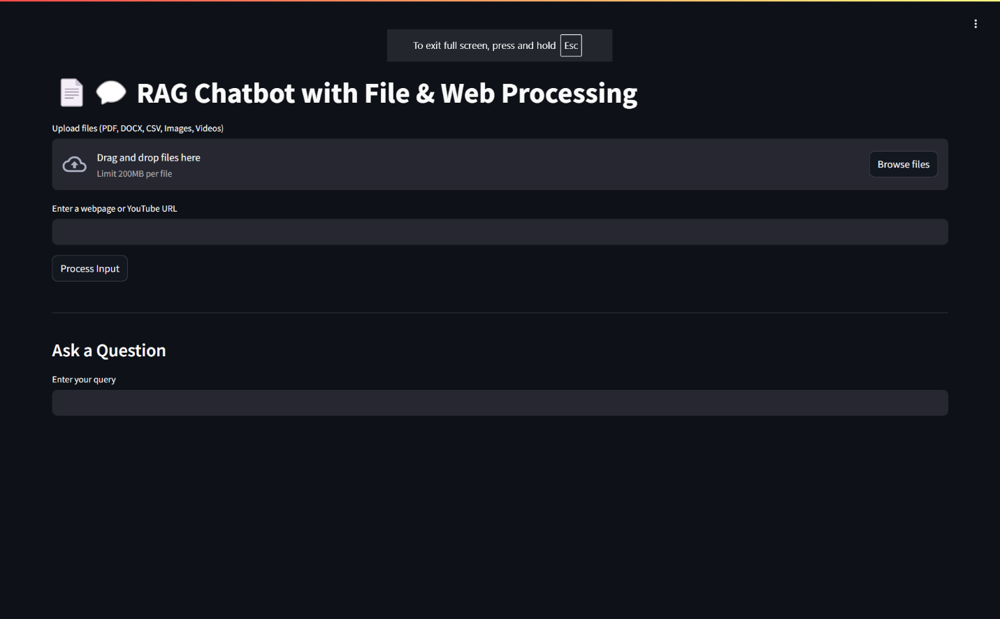 To exit full screen, press and hold Esc
RAG Chatbot with File & Web Processing
Upload files (PDF, DOCX, CSV, Images, Videos)
Drag and drop files here
Limit 200MB per file
Browse files
Enter a webpage or YouTube URL
Process Input
Ask a Question
Enter your query